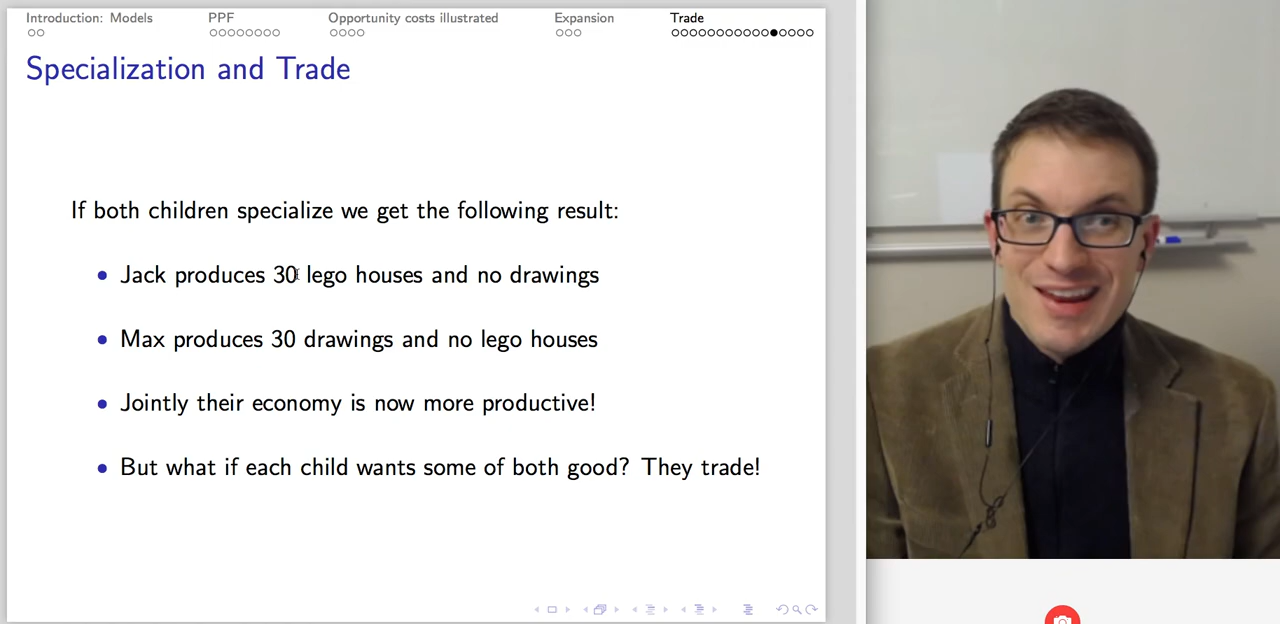 Introduction: Models PPF Opportunity costs illustrated Expansion Trade
Specialization and Trade
If both children specialize we get the following result:
Jack produces 30 lego houses and no drawings
Max produces 30 drawings and no lego houses
Jointly their economy is now more productive!
But what if each child wants some of both good? They trade!